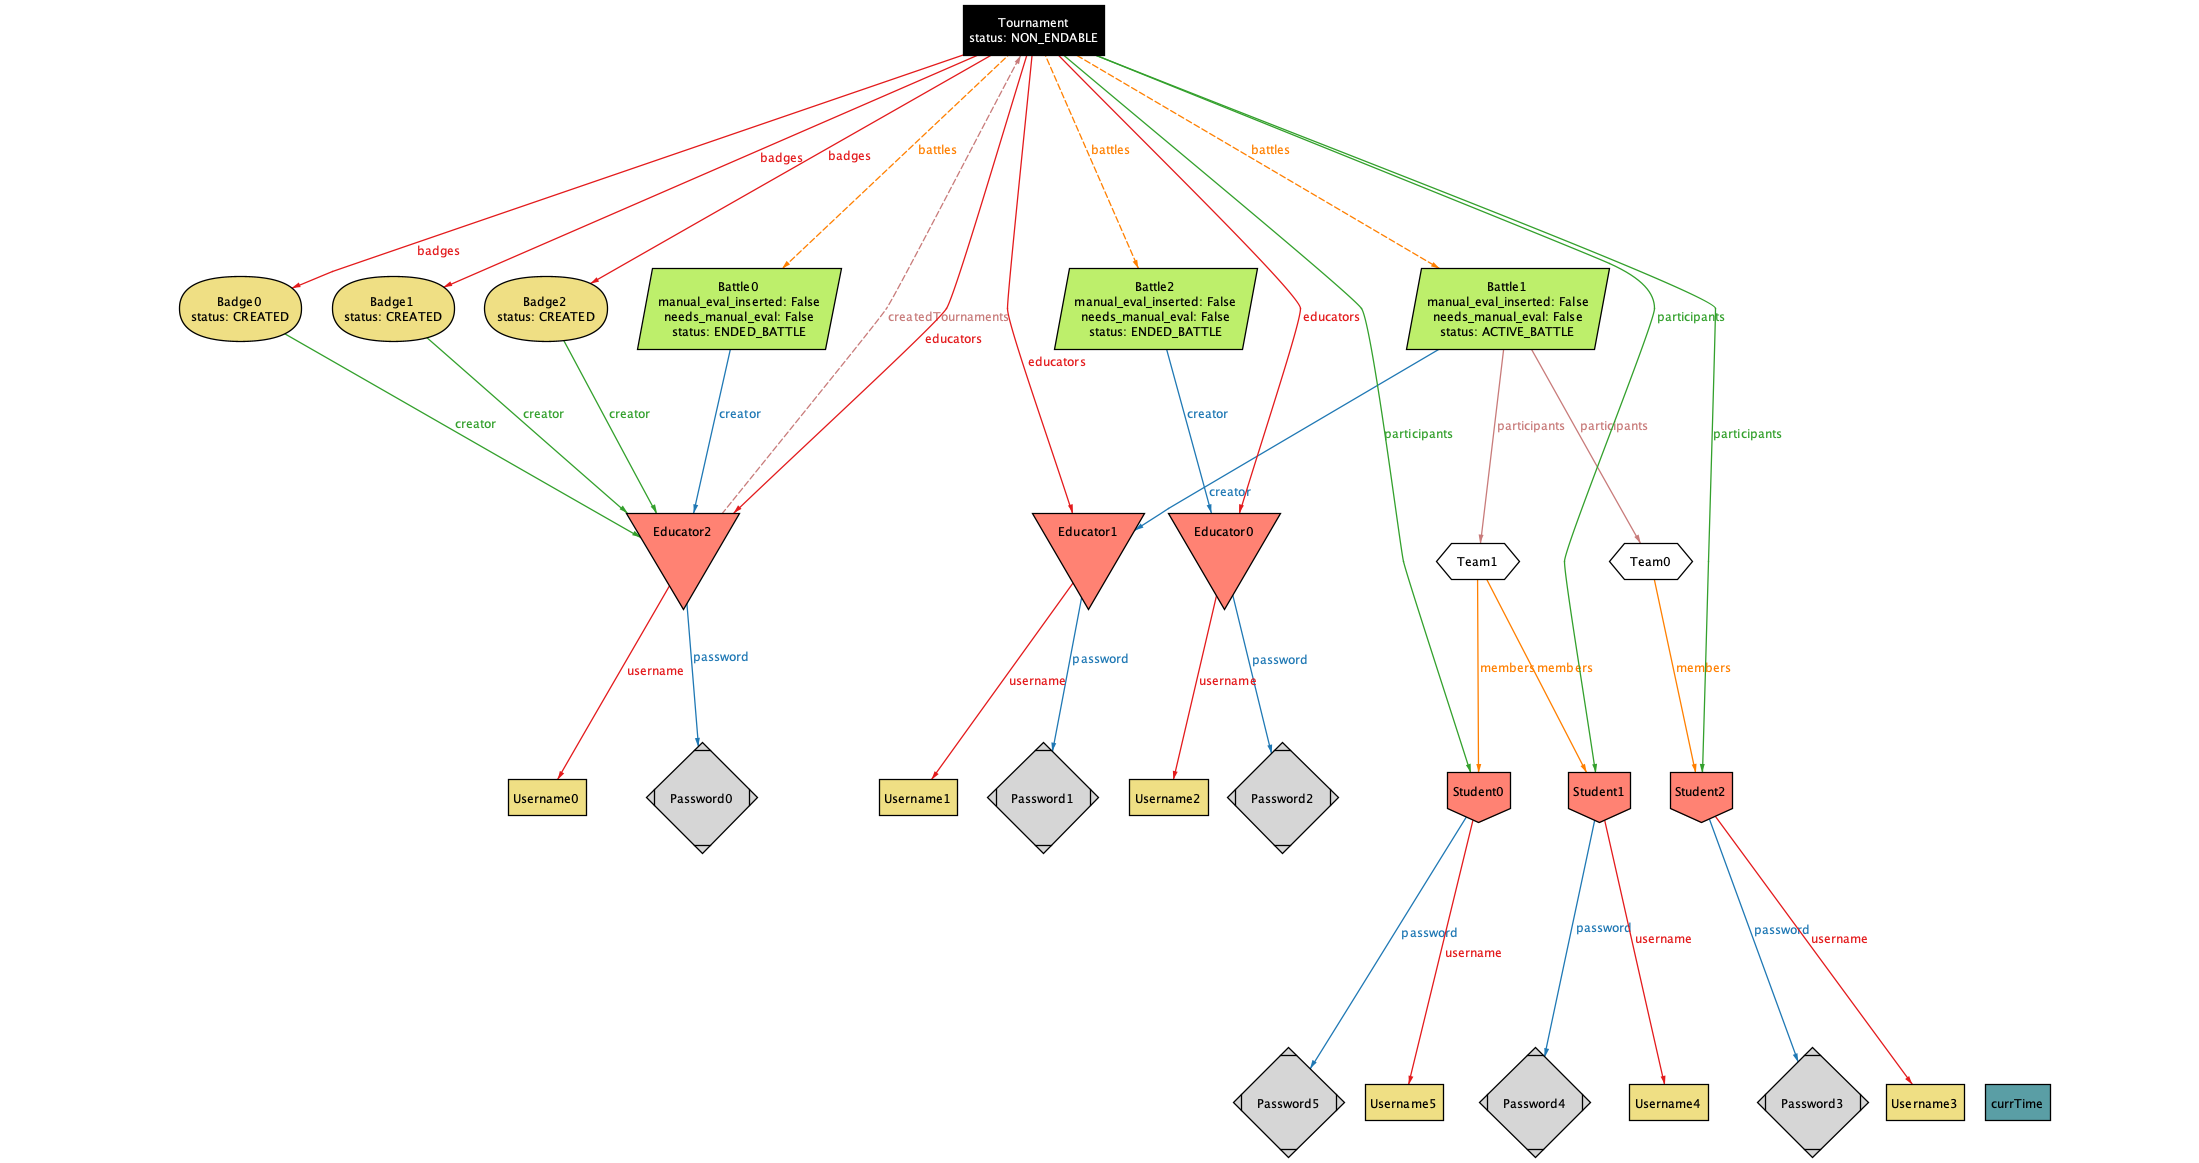 Tournament
status: NON_ENDABLE
badges
badges
badges
battles
battles
battles
Badge0
status: CREATED
Badge1
status: CREATED
Badge2
status: CREATED
Battle0
manual_eval_inserted: False
needs_manual_eval: False
status: ENDED_BATTLE
createdTournaments
educators
educators
Battle2
manual_eval_inserted: False
needs_manual_eval: False
status: ENDED_BATTLE
educators
Battle1
manual_eval_inserted: False
needs_manual_eval: False
status: ACTIVE_BATTLE
participants
creator
creator
creator
creator
creator
creator
participants
participants
participants
participants
Educator2
Educator1
Educator0
Team1
Team0
username
password
username
password
username
password
members
members
members
Username0
Password0
Username1
Password1
Username2
Password2
Student0
Student1
Student2
password
username
password
username
password
username
Password5
Username5
Password4
Username4
Password3
Username3
currTime